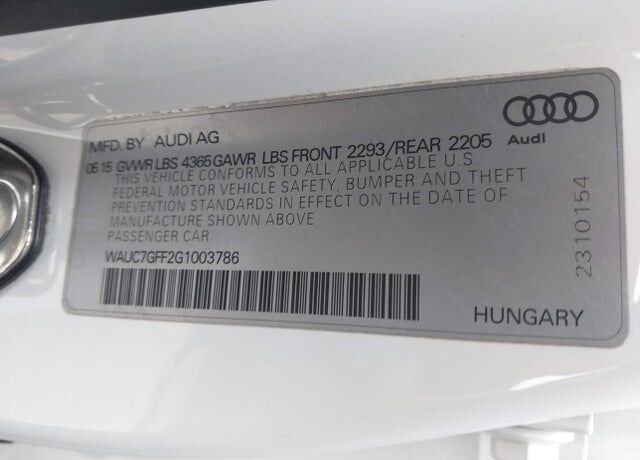 MFD. BY AUDI AG
Audi
05 15 GVWR LBS 4365 GAWR LBS FRONT 2293/REAR 2205
THIS VEHICLE CONFORMS TO ALL APPLICABLE U.S.
FEDERAL MOTOR VEHICLE SAFETY, BUMPER AND THEFT
PREVENTION STANDARDS IN EFFECT ON THE DATE OF
MANUFACTURE SHOWN ABOVE
PASSENGER CAR
WAUC7GFF2G1003786
2310154
HUNGARY